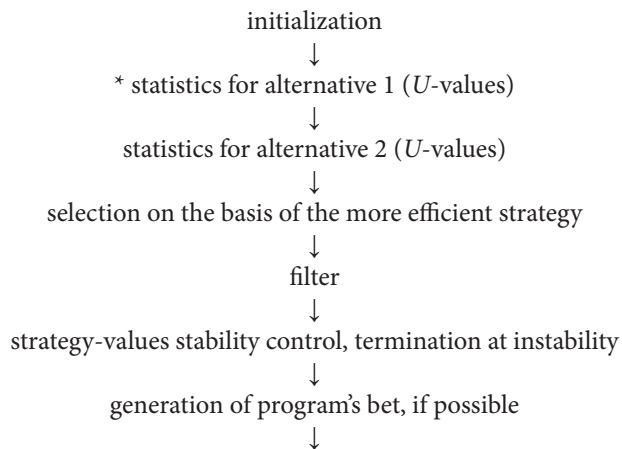 initialization
↓
* statistics for alternative 1 (U-values)
↓
statistics for alternative 2 (U-values)
↓
selection on the basis of the more efficient strategy
↓
filter
↓
strategy-values stability control, termination at instability
↓
generation of program’s bet, if possible
↓